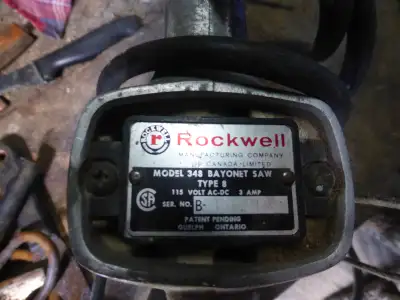 ROCKWELL
r
Rockwell
MANUFACTURING COMPANY
OF CANADA-LIMITED
MODEL 348 BAYONET SAW
TYPE 8
115 VOLT AC-DC 3 AMP
SA SER. NO. B-
PATENT PENDING
GUELPH ONTARIO